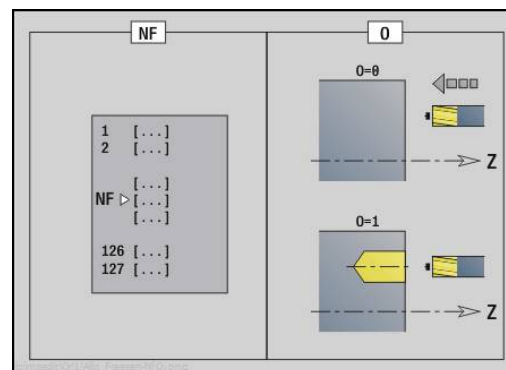 NF
1 [...]
2 [...]
[...]
NF [...]
[...]
126 [...]
127 [...]
O
O=0
Z
O=1
Z